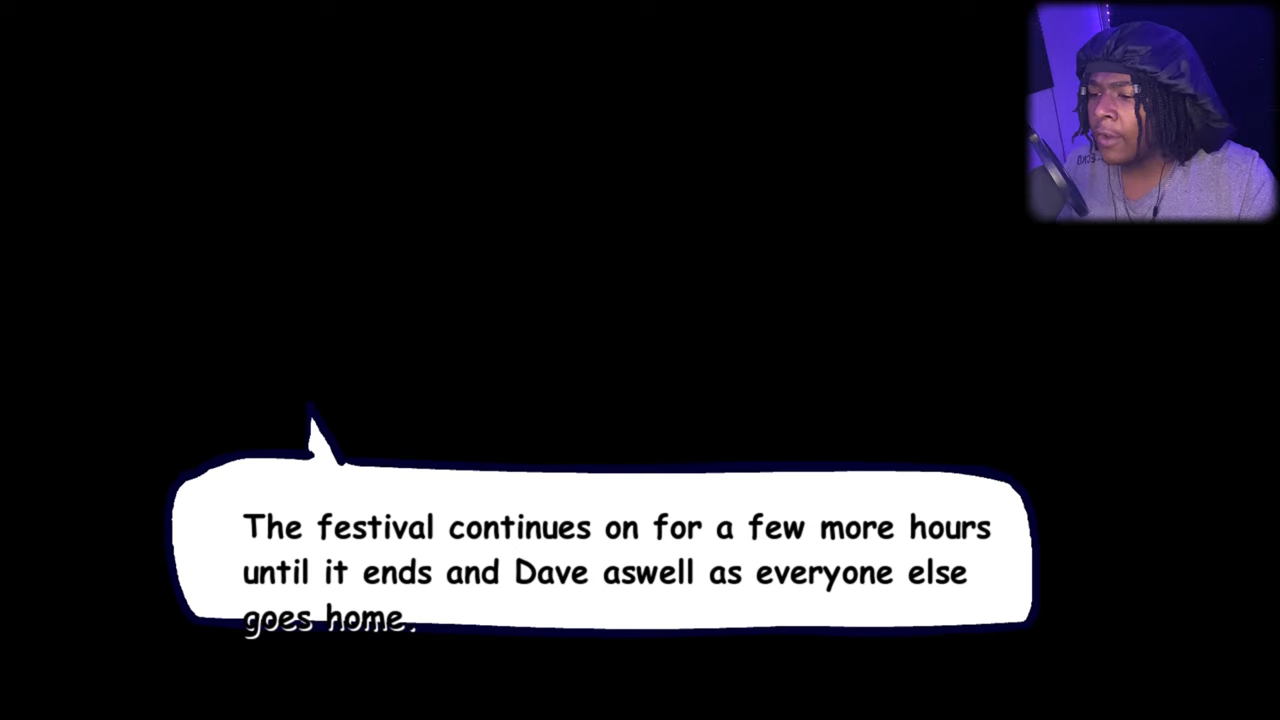 The festival continues on for a few more hours
until it ends and Dave aswell as everyone else
goes home.